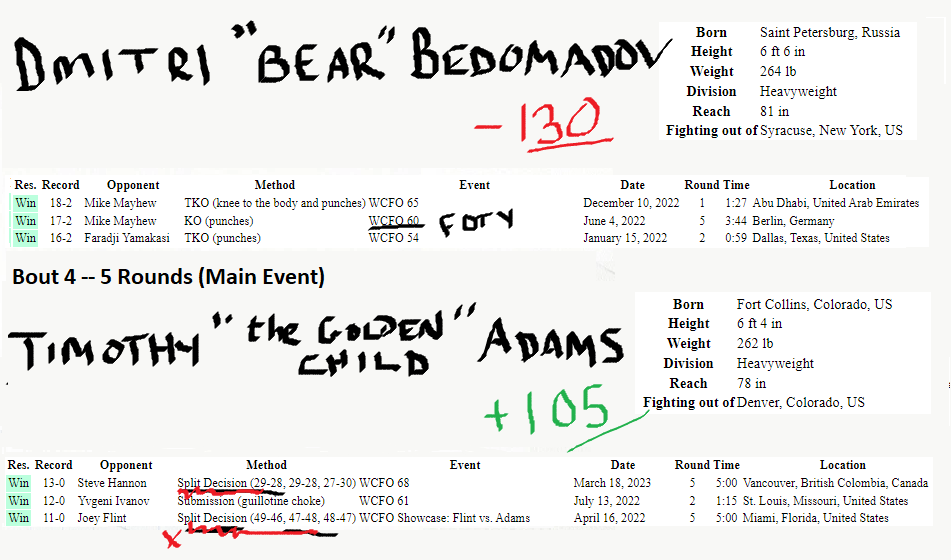 DMITRI "BEAR" BEDOMADOV
-130
Born Saint Petersburg, Russia
Height 6 ft 6 in
Weight 264 lb
Division Heavyweight
Reach 81 in
Fighting out of Syracuse, New York, US
Res. Record Opponent Method Event Date Round Time Location
Win 18-2 Mike Mayhew TKO (knee to the body and punches) WCFO 65 December 10, 2022 1 1:27 Abu Dhabi, United Arab Emirates
Win 17-2 Mike Mayhew KO (punches) WCFO 60 FOTY June 4, 2022 5 3:44 Berlin, Germany
Win 16-2 Faradji Yamakasi TKO (punches) WCFO 54 January 15, 2022 2 0:59 Dallas, Texas, United States
Bout 4 -- 5 Rounds (Main Event)
TIMOTHY "the GOLDEN CHILD" ADAMS
+105
Born Fort Collins, Colorado, US
Height 6 ft 4 in
Weight 262 lb
Division Heavyweight
Reach 78 in
Fighting out of Denver, Colorado, US
Res. Record Opponent Method Event Date Round Time Location
Win 13-0 Steve Hannon Split Decision (29-28, 29-28, 27-30) WCFO 68 March 18, 2023 5 5:00 Vancouver, British Columbia, Canada
Win 12-0 Yvgeni Ivanov Submission (guillotine choke) WCFO 61 July 13, 2022 2 1:15 St. Louis, Missouri, United States
Win 11-0 Joey Flint Split Decision (49-46, 47-48, 48-47) WCFO Showcase: Flint vs. Adams April 16, 2022 5 5:00 Miami, Florida, United States
x